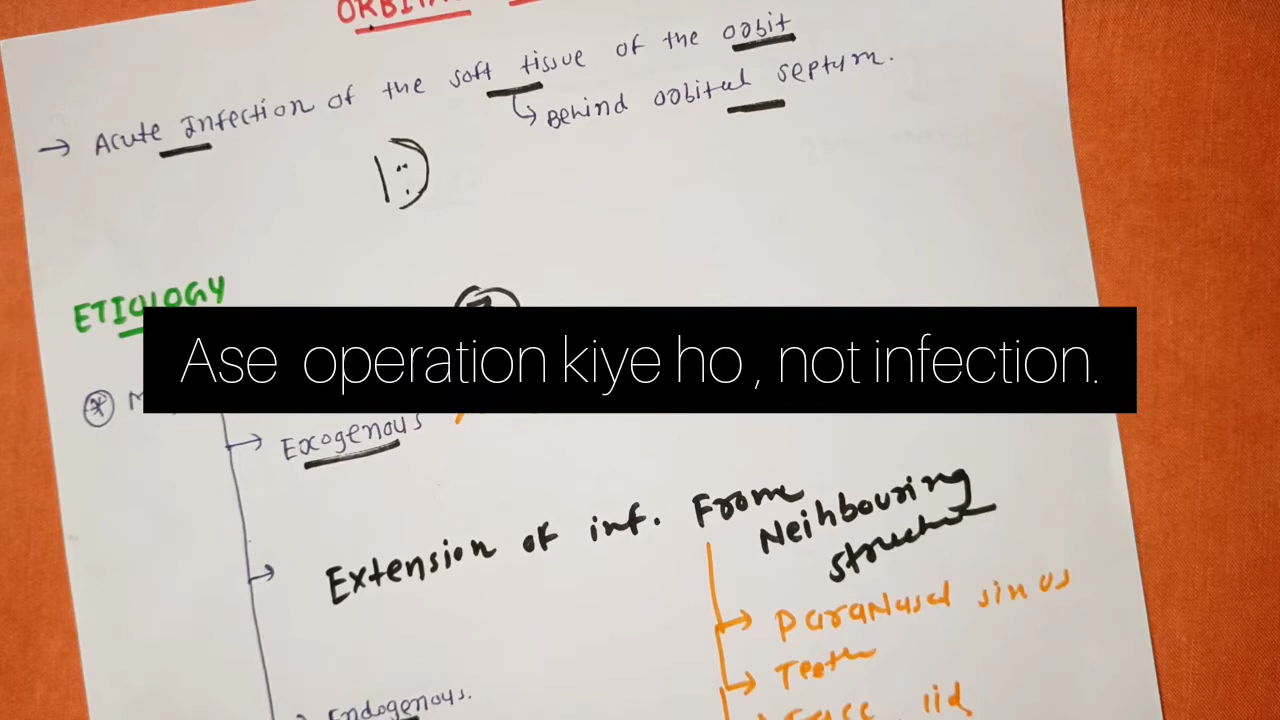 → Acute Infection of the soft tissue of the orbit
↳ Behind orbital septum.
ETIOLOGY
Ase operation kiye ho , not infection.
→ Exogenous
→ Extension of inf. From Neihbouring
→ Paranasal sinus
→ Teeth
→ Endogenous.
lid